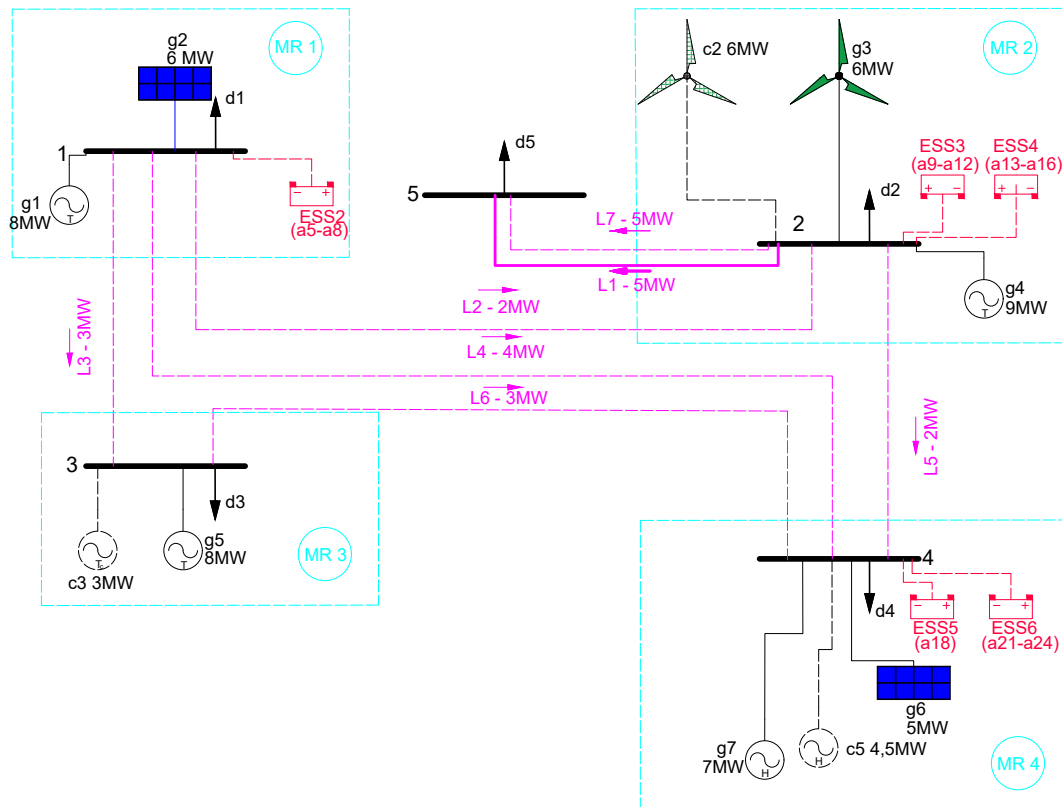 g2
6 MW
MR 1
d1
1
g1
8MW
T
ESS2
(a5-a8)
c2 6MW
g3
6MW
MR 2
d5
5
ESS3
(a9-a12)
ESS4
(a13-a16)
d2
2
L7 - 5MW
L1 - 5MW
g4
9MW
T
L2 - 2MW
L3 - 3MW
L4 - 4MW
L6 - 3MW
L5 - 2MW
3
d3
c3 3MW
T
g5
8MW
T
MR 3
4
d4
ESS5
(a18)
ESS6
(a21-a24)
g6
5MW
g7
7MW
H
c5 4,5MW
H
MR 4